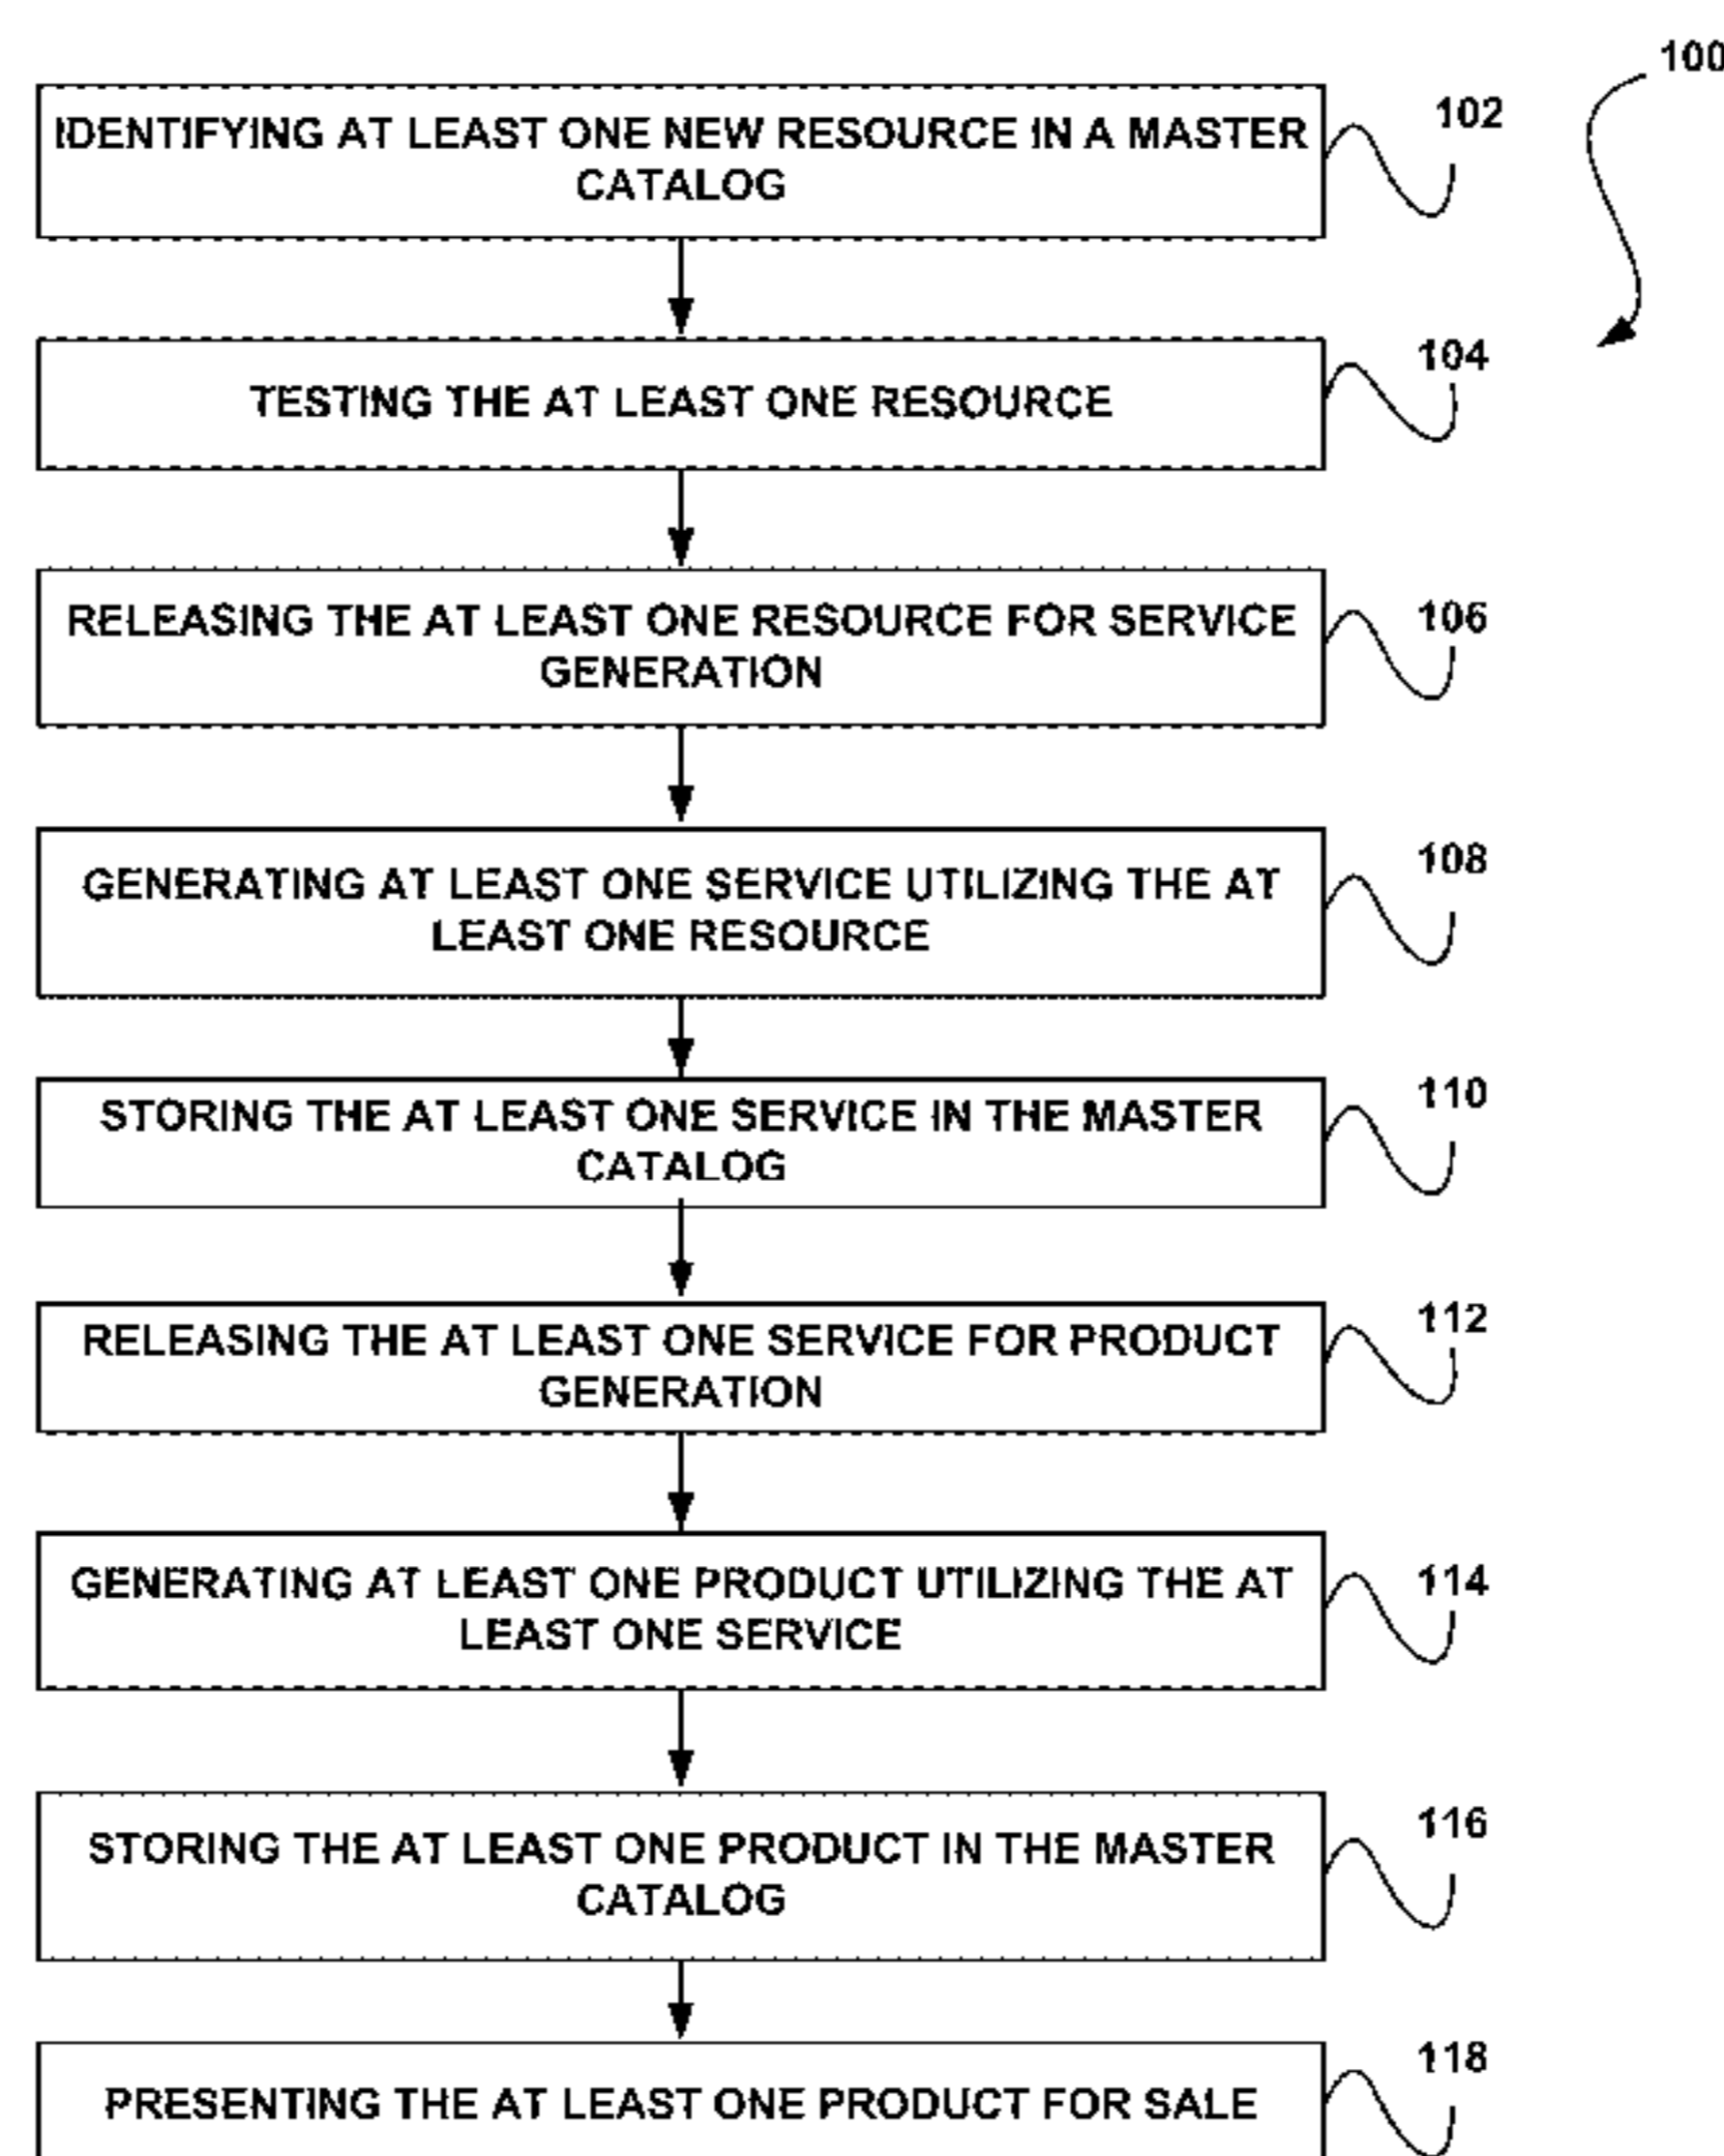 100
IDENTIFYING AT LEAST ONE NEW RESOURCE IN A MASTER
CATALOG
102
TESTING THE AT LEAST ONE RESOURCE
104
RELEASING THE AT LEAST ONE RESOURCE FOR SERVICE
GENERATION
106
GENERATING AT LEAST ONE SERVICE UTILIZING THE AT
LEAST ONE RESOURCE
108
STORING THE AT LEAST ONE SERVICE IN THE MASTER
CATALOG
110
RELEASING THE AT LEAST ONE SERVICE FOR PRODUCT
GENERATION
112
GENERATING AT LEAST ONE PRODUCT UTILIZING THE AT
LEAST ONE SERVICE
114
STORING THE AT LEAST ONE PRODUCT IN THE MASTER
CATALOG
116
PRESENTING THE AT LEAST ONE PRODUCT FOR SALE
118